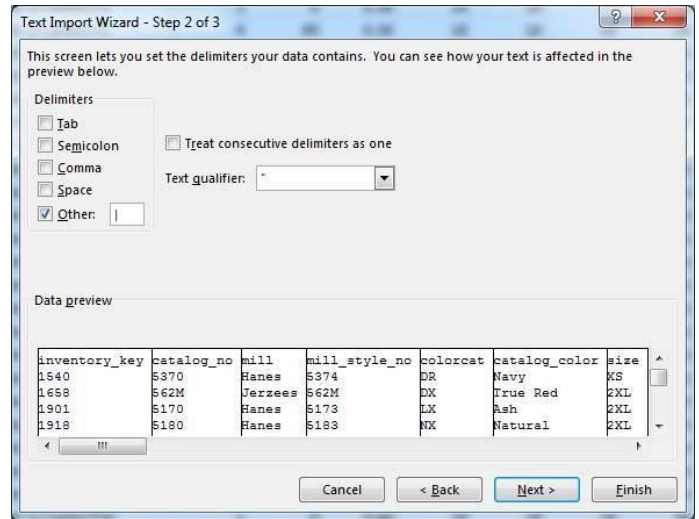 Text Import Wizard - Step 2 of 3
This screen lets you set the delimiters your data contains. You can see how your text is affected in the
preview below.
Delimiters
Tab
Semicolon
Comma
Space
Other: |
Treat consecutive delimiters as one
Text qualifier: "
Data preview
inventory_key catalog_no mill mill_style_no colorcat catalog_color size
1540 5370 Hanes 5374 DR Navy XS
1658 562M Jerzees 562M DX True Red 2XL
1901 5170 Hanes 5173 LX Ash 2XL
1918 5180 Hanes 5183 NX Natural 2XL
Cancel < Back Next > Finish